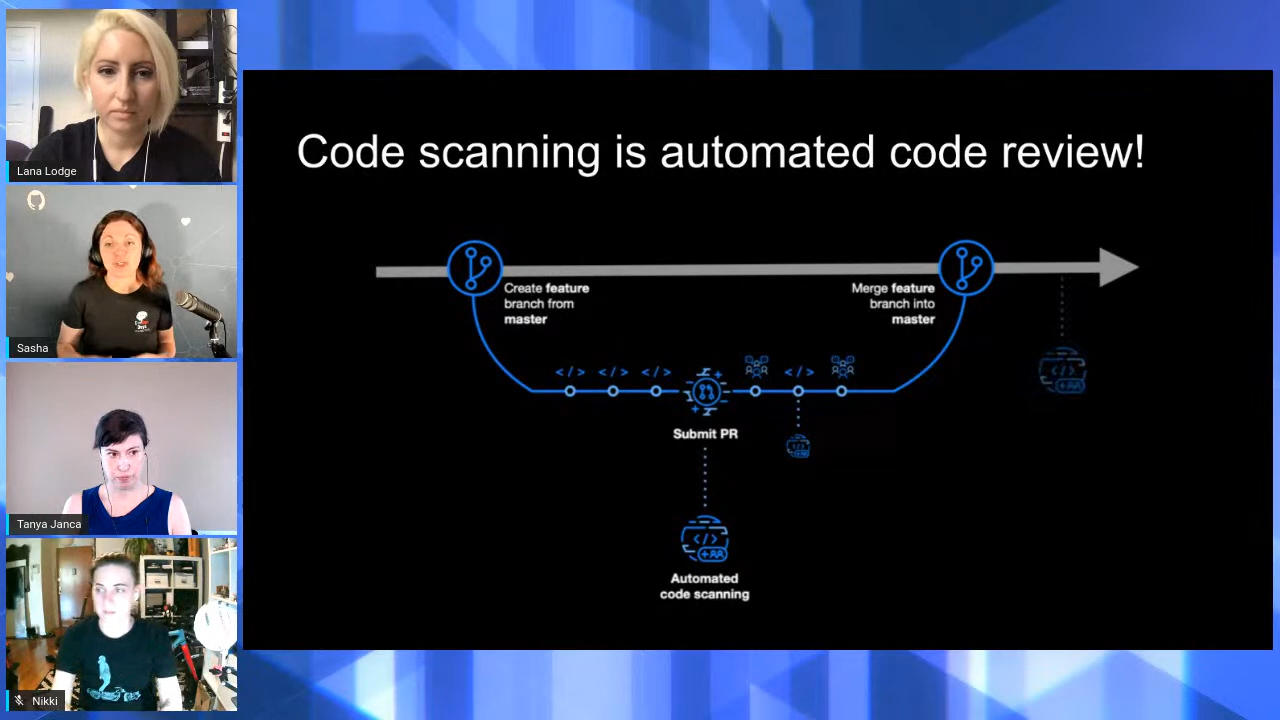 Lana Lodge
Sasha
Tanya Janca
Nikki
Code scanning is automated code review!
Create feature
branch from
master
Merge feature
branch into
master
</>
</>
</>
</>
Submit PR
</>
</>
</>
Automated
code scanning